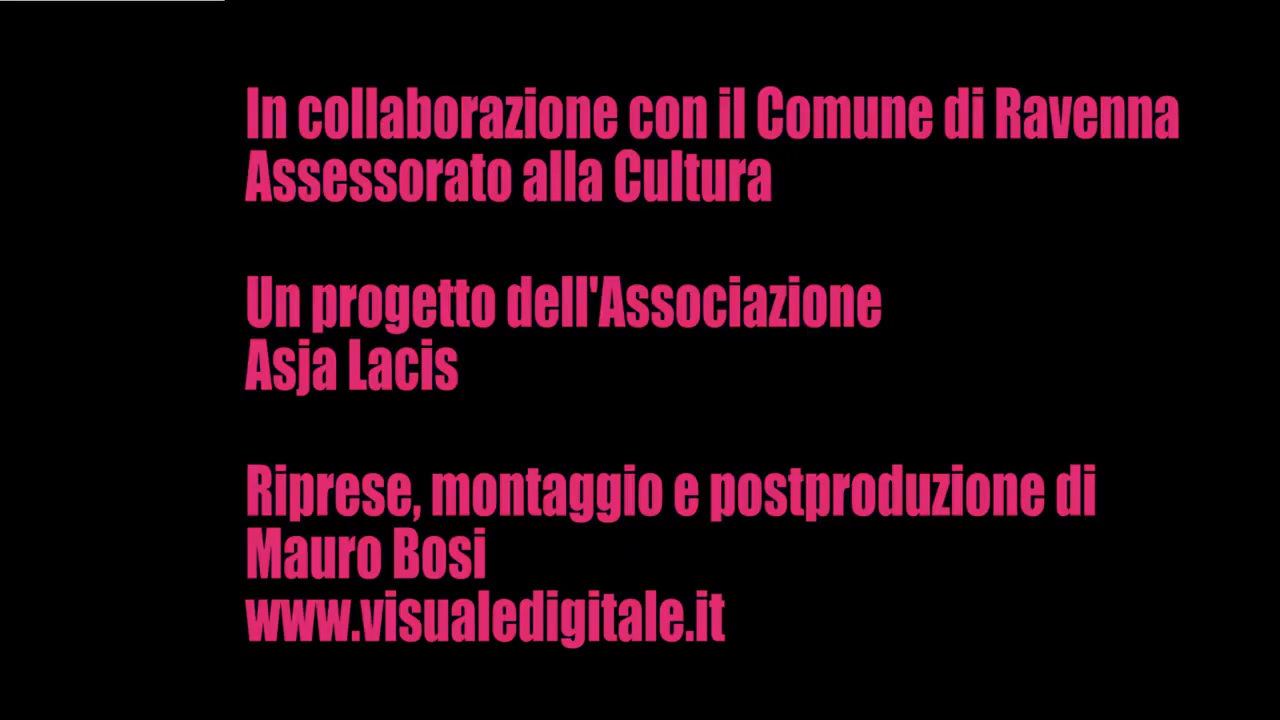 In collaborazione con il Comune di Ravenna
Assessorato alla Cultura
Un progetto dell'Associazione
Asja Lacis
Riprese, montaggio e postproduzione di
Mauro Bosi
www.visualedigitale.it